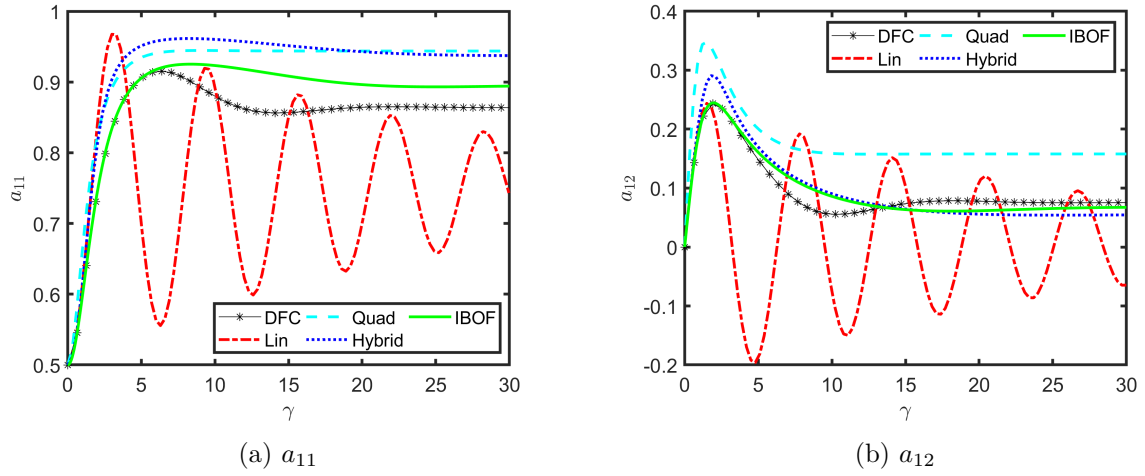 1
0.9
0.8
0.7
0.6
0.5
a11
0 5 10 15 20 25 30
γ
DFC Quad IBOF
Lin Hybrid
(a) a11
0.4
0.3
0.2
0.1
0
-0.1
-0.2
a12
0 5 10 15 20 25 30
γ
DFC Quad IBOF
Lin Hybrid
(b) a12